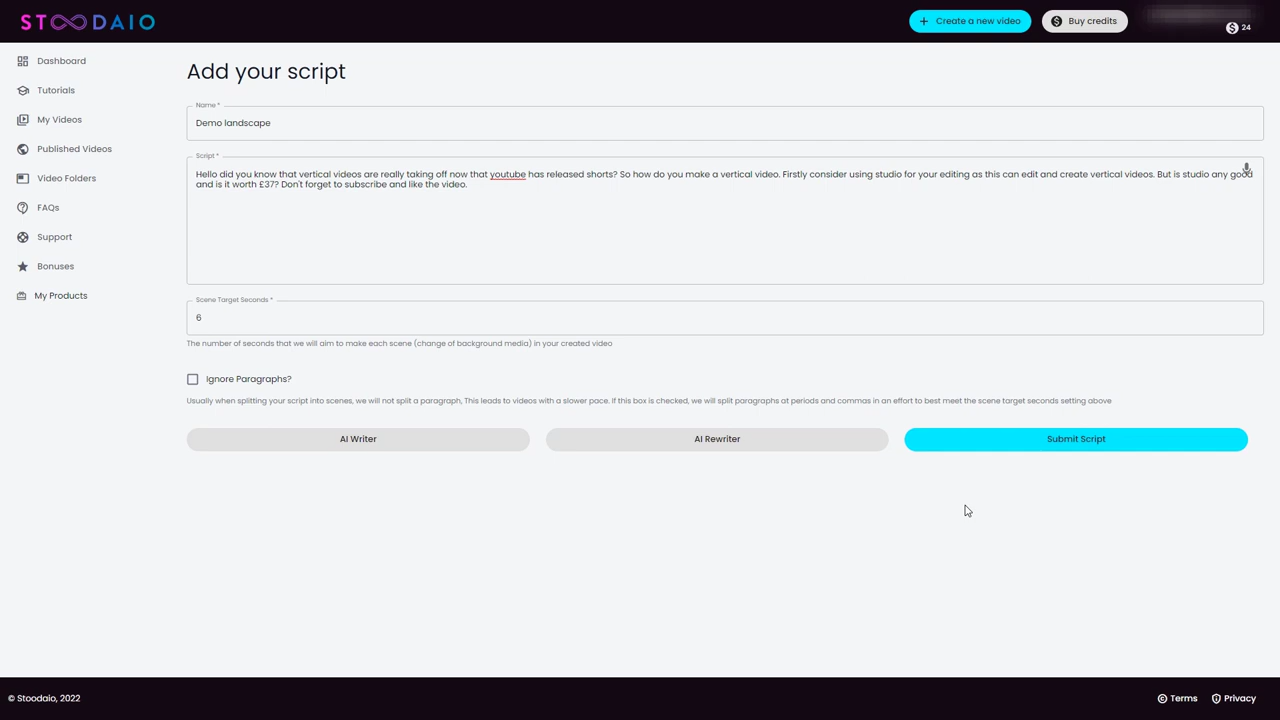 STOODAIO
Create a new video
Buy credits
24
Dashboard
Tutorials
My Videos
Published Videos
Video Folders
FAQs
Support
Bonuses
My Products
Add your script
Name *
Demo landscape
Script *
Hello did you know that vertical videos are really taking off now that youtube has released shorts? So how do you make a vertical video. Firstly consider using studio for your editing as this can edit and create vertical videos. But is studio any good
and is it worth £37? Don't forget to subscribe and like the video.
Scene Target Seconds *
6
The number of seconds that we will aim to make each scene (change of background media) in your created video
Ignore Paragraphs?
Usually when splitting your script into scenes, we will not split a paragraph, This leads to videos with a slower pace. If this box is checked, we will split paragraphs at periods and commas in an effort to best meet the scene target seconds setting above
AI Writer
AI Rewriter
Submit Script
© Stoodaio, 2022
Terms
Privacy